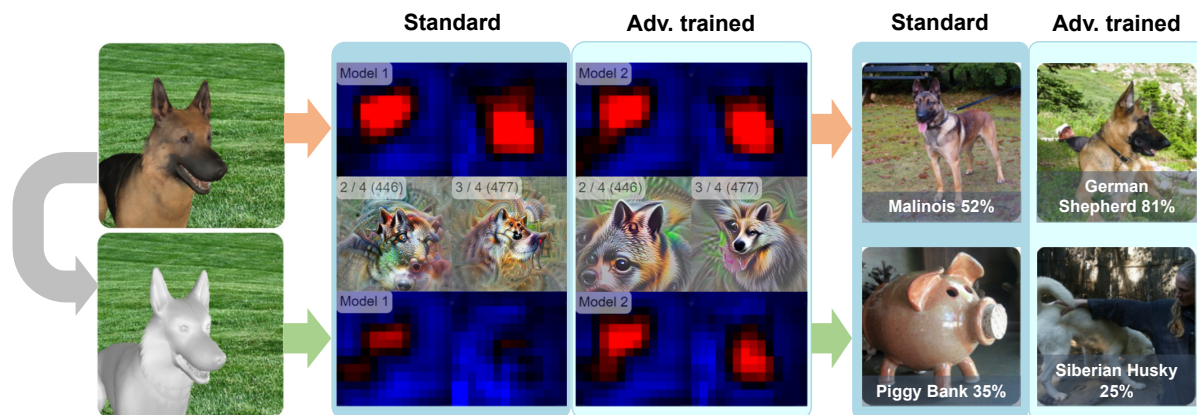 Standard
Adv. trained
Standard
Adv. trained
Model 1
Model 2
2 / 4 (446)
3 / 4 (477)
2 / 4 (446)
3 / 4 (477)
Malinois 52%
German
Shepherd 81%
Model 1
Model 2
Piggy Bank 35%
Siberian Husky
25%